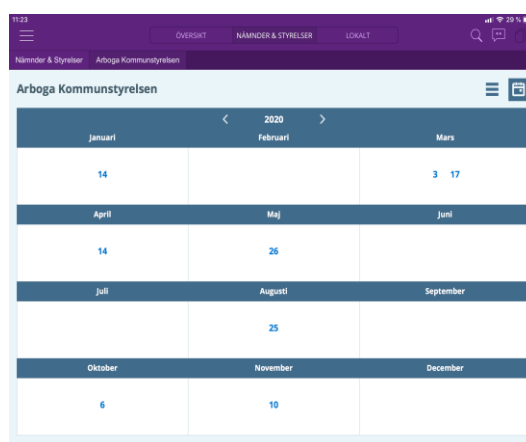 11:23
29 %
ÖVERSIKT NÄMNDER & STYRELSER LOKALT
Nämnder & Styrelser Arboga Kommunstyrelsen
Arboga Kommunstyrelsen
2020
Januari Februari Mars
14 3 17
April Maj Juni
14 26
Juli Augusti September
25
Oktober November December
6 10